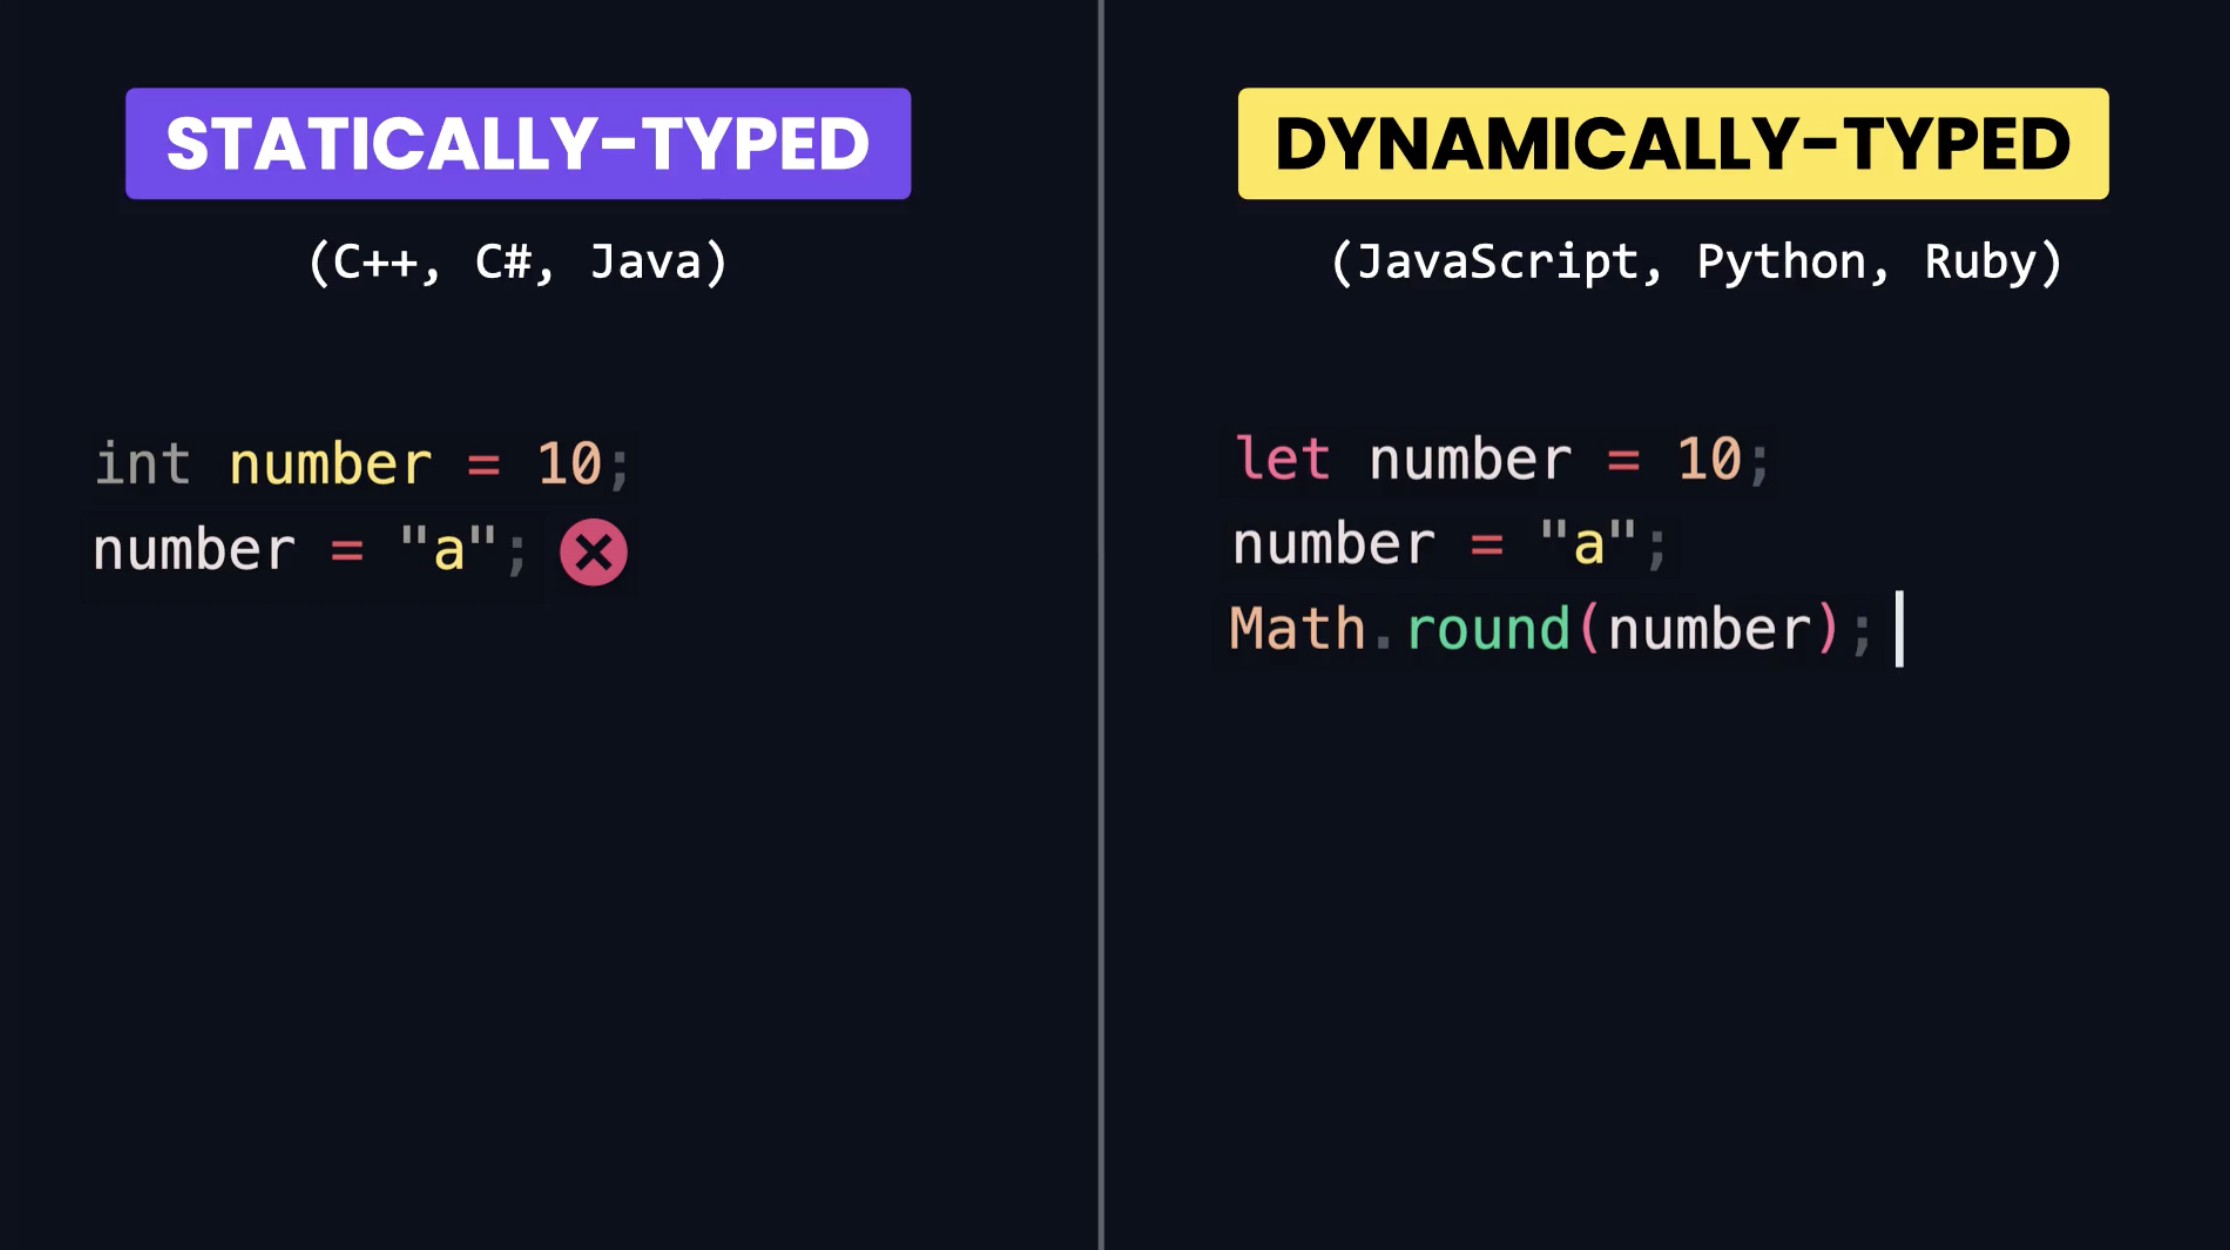 STATICALLY-TYPED
(C++, C#, Java)
int number = 10;
number = "a";
DYNAMICALLY-TYPED
(JavaScript, Python, Ruby)
let number = 10;
number = "a";
Math.round(number);